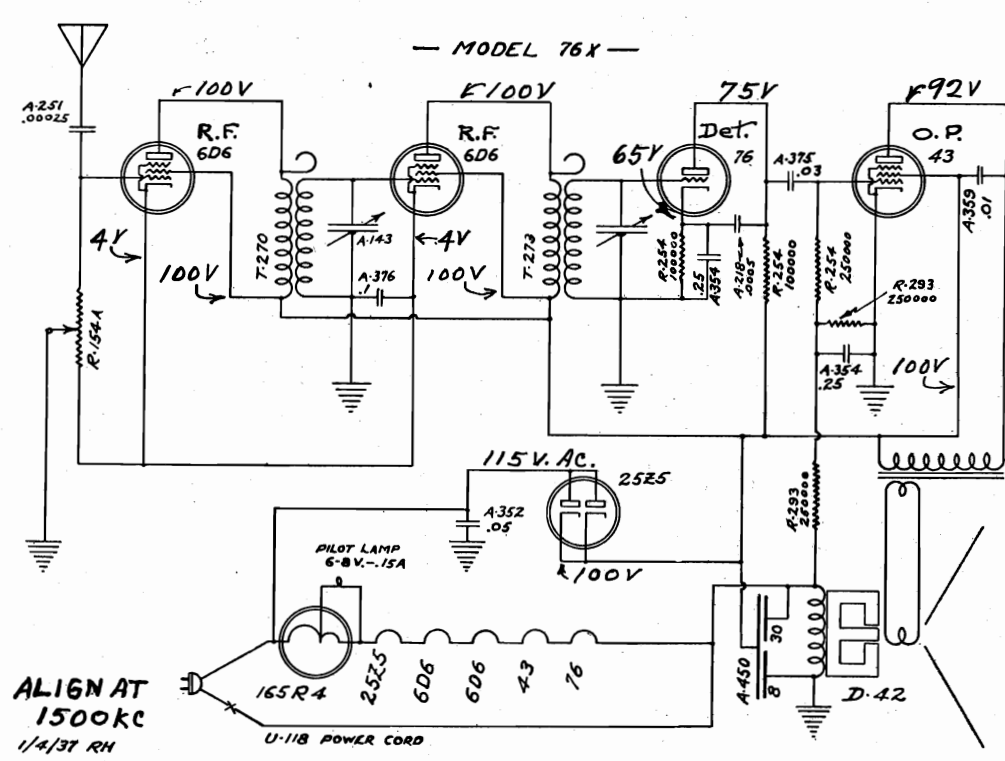 — MODEL 76X —
A-251
.00025
100V
R.F.
6D6
100V
R.F.
6D6
75V
Det.
76
65V
A-375
.03
92V
O.P.
43
A-359
.01
4V
100V
T-270
A-143
A-376
.1
.4V
100V
T-273
R-254
100000
.25
A-354
A-218
.0005
R-254
100000
R-254
250000
R-293
250000
A-354
.25
100V
R-154A
115V. AC.
25Z5
A-352
.05
100V
R-293
250000
PILOT LAMP
6-8V.-.15A
165R4
25Z5
6D6
6D6
43
76
A-450
30
8
D-42
ALIGN AT
1500KC
1/4/37 RH
U-118 POWER CORD